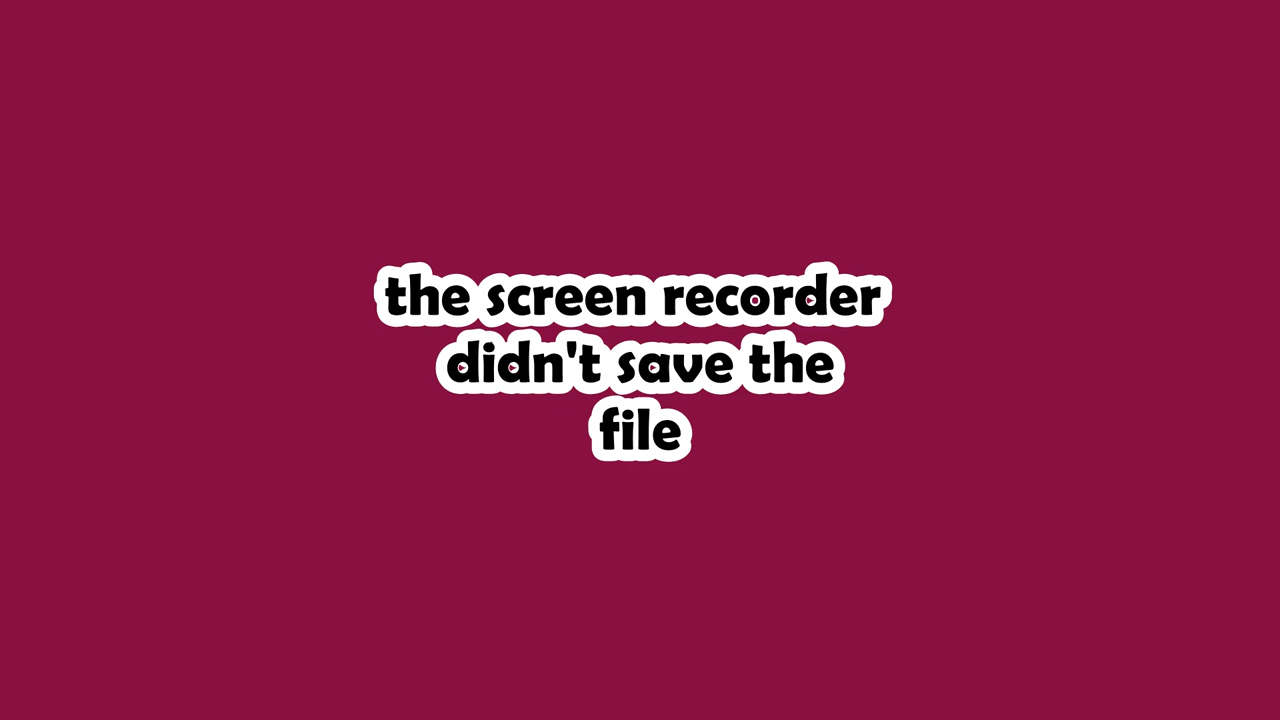 the screen recorder
didn't save the
file